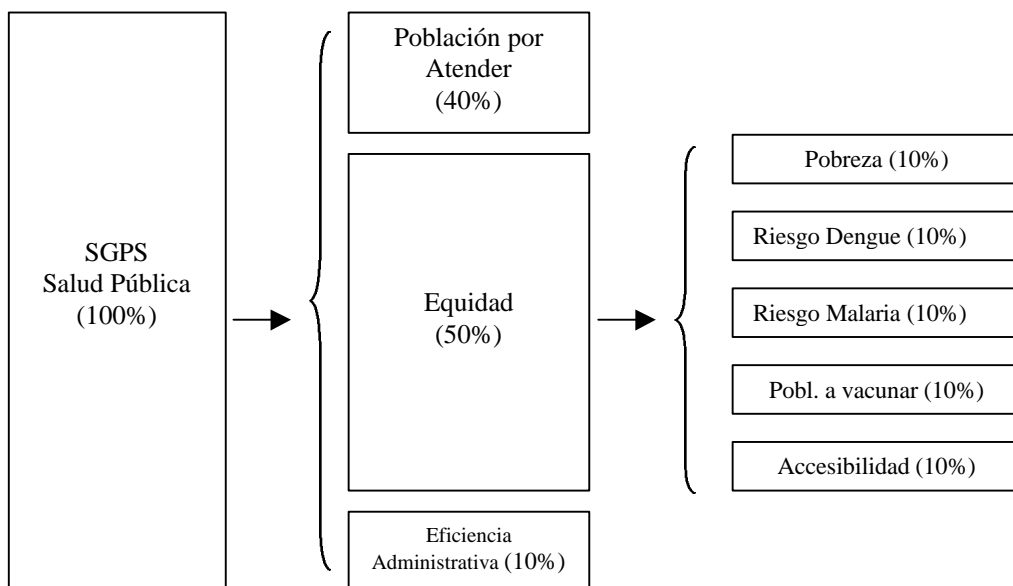 SGPS
Salud Pública
(100%)
Población por
Atender
(40%)
Equidad
(50%)
Eficiencia
Administrativa (10%)
Pobreza (10%)
Riesgo Dengue (10%)
Riesgo Malaria (10%)
Pobl. a vacunar (10%)
Accesibilidad (10%)